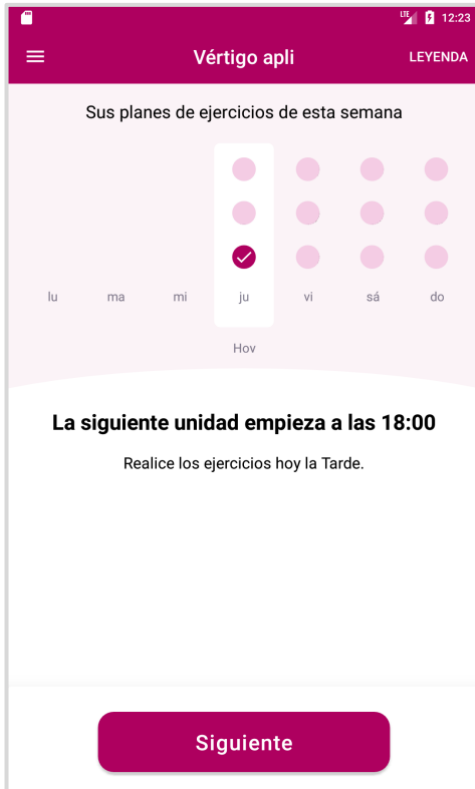 LTE 12:23
Vértigo apli LEYENDA
Sus planes de ejercicios de esta semana
lu ma mi ju vi sá do
Hoy
La siguiente unidad empieza a las 18:00
Realice los ejercicios hoy la Tarde.
Siguiente